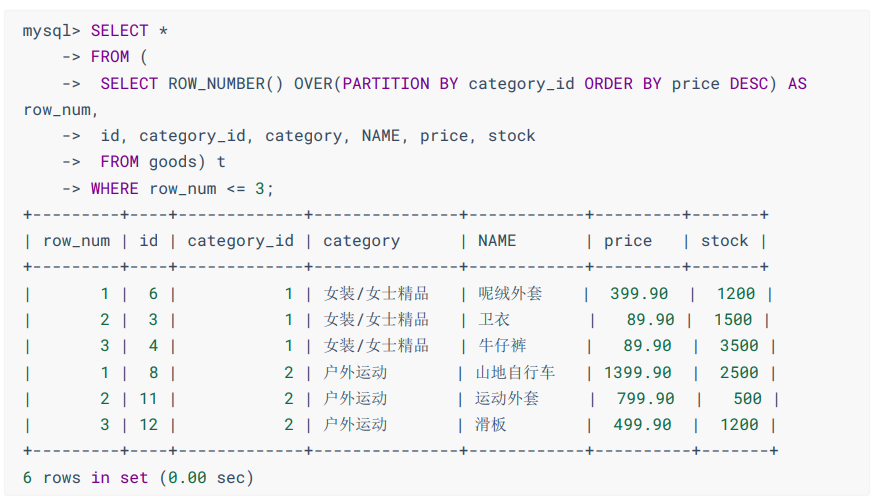 mysql> SELECT *
    -> FROM (
    ->  SELECT ROW_NUMBER() OVER(PARTITION BY category_id ORDER BY price DESC) AS
row_num,
    ->  id, category_id, category, NAME, price, stock
    ->  FROM goods) t
    -> WHERE row_num <= 3;
+---------+----+-------------+---------------+------------+---------+-------+
| row_num | id | category_id | category      | NAME       | price   | stock |
+---------+----+-------------+---------------+------------+---------+-------+
|       1 |  6 |           1 | 女装/女士精品   | 呢绒外套    |  399.90  |  1200 |
|       2 |  3 |           1 | 女装/女士精品   | 卫衣        |   89.90 |  1500 |
|       3 |  4 |           1 | 女装/女士精品   | 牛仔裤      |   89.90  |  3500 |
|       1 |  8 |           2 | 户外运动       | 山地自行车   | 1399.90  |  2500 |
|       2 | 11 |           2 | 户外运动       | 运动外套     |  799.90  |   500 |
|       3 | 12 |           2 | 户外运动       | 滑板        |  499.90  |  1200 |
+---------+----+-------------+---------------+------------+----------+-------+
6 rows in set (0.00 sec)